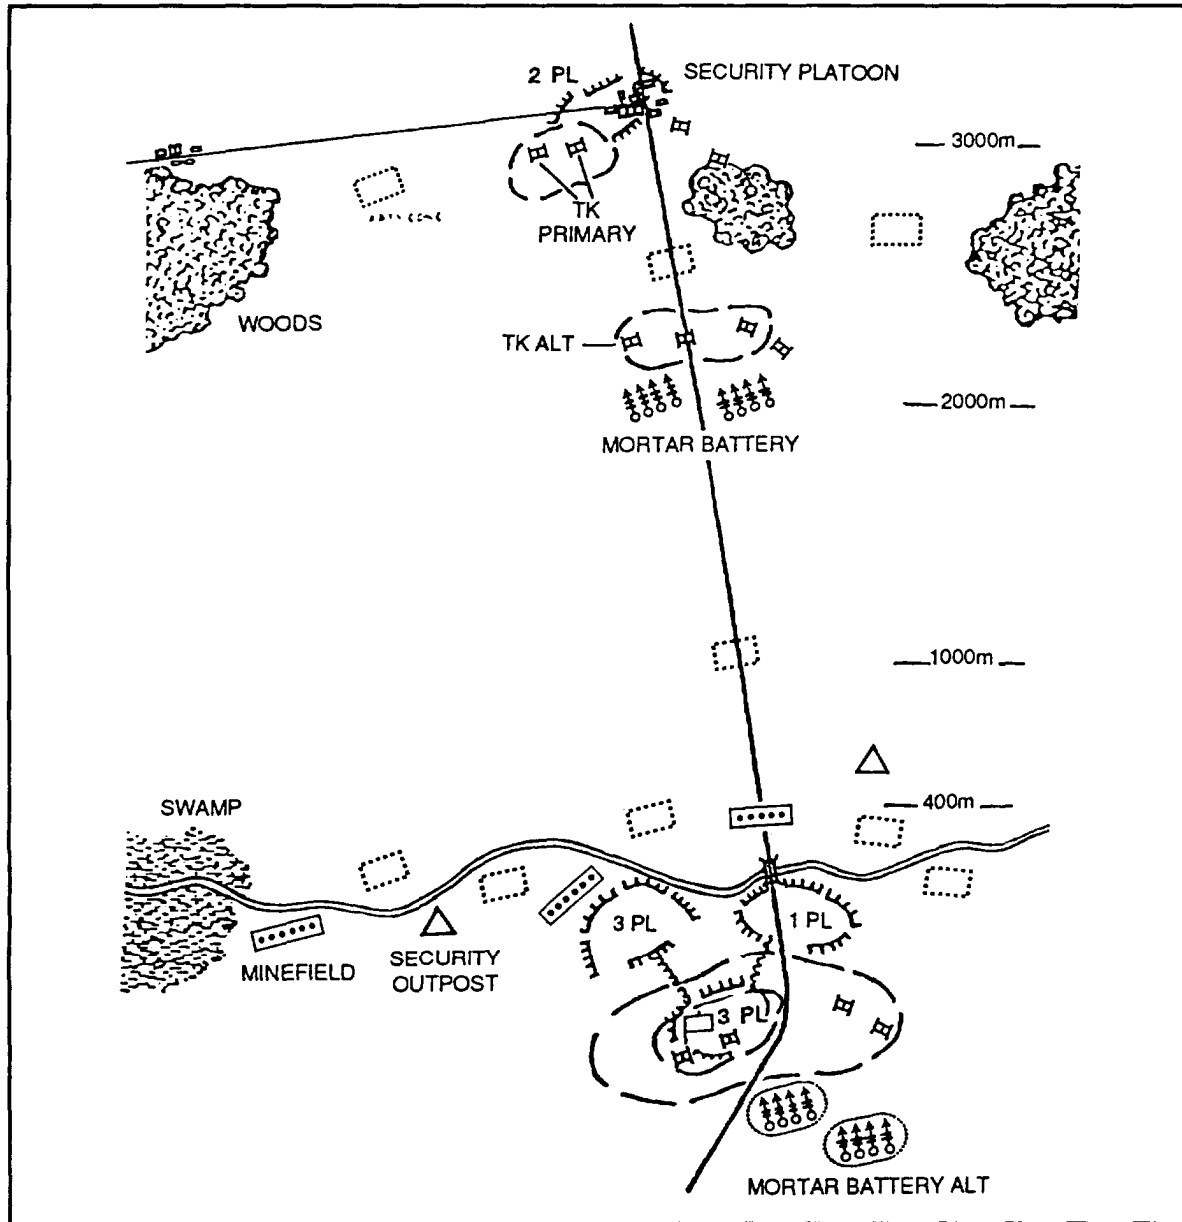 2 PL
SECURITY PLATOON
3000m
TK
PRIMARY
WOODS
TK ALT
2000m
MORTAR BATTERY
1000m
SWAMP
400m
3 PL
1 PL
SECURITY
OUTPOST
MINEFIELD
3 PL
MORTAR BATTERY ALT